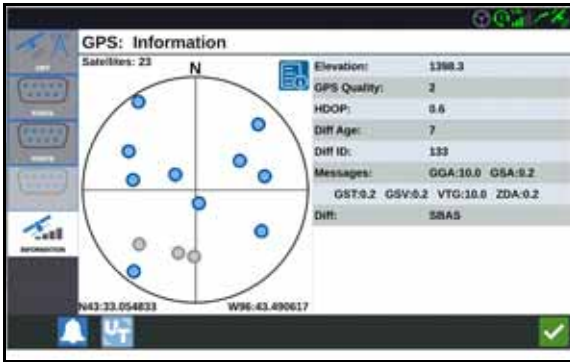 GPS: Information
Satellites: 23
N
Elevation: 1398.3
GPS Quality: 2
HDOP: 0.6
Diff Age: 7
Diff ID: 133
Messages: GGA:10.0 GSA:0.2
GST:0.2 GSV:0.2 VTG:10.0 ZDA:0.2
Diff: SBAS
N43:33.054833 W96:43.490617
INFORMATION
UT